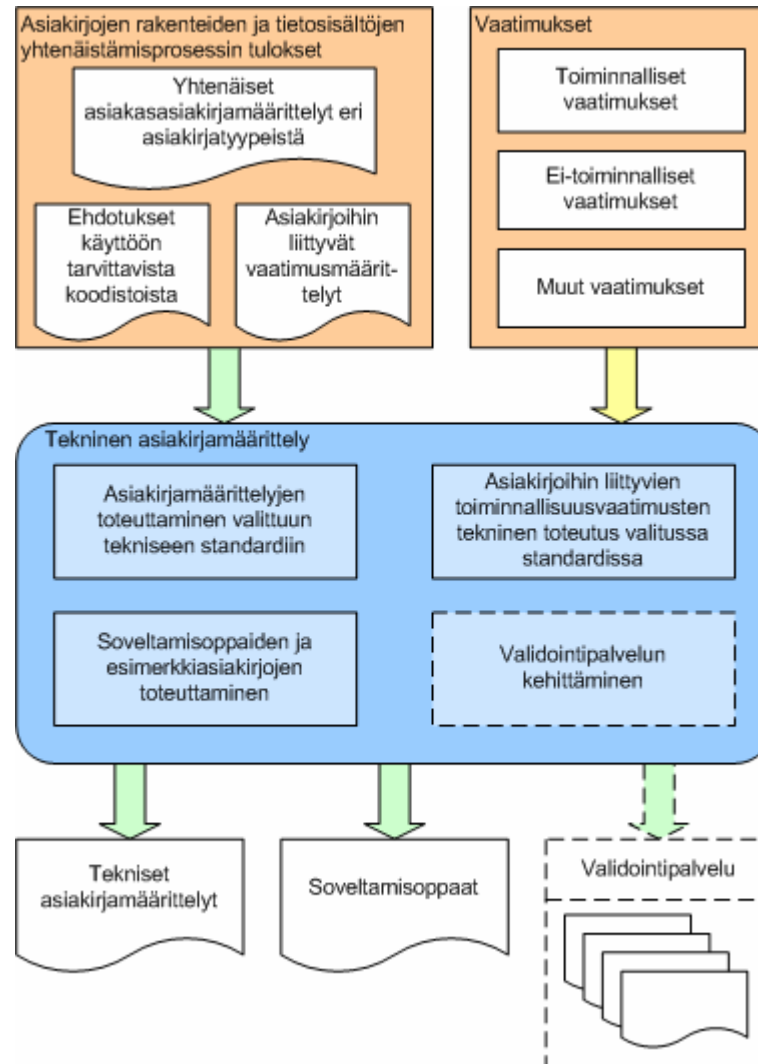 Asiakirjojen rakenteiden ja tietosisältöjen
yhtenäistämisprosessin tulokset
Yhtenäiset
asiakasasiakirjamäärittelyt eri
asiakirjatyypeistä
Ehdotukset
käyttöön
tarvittavista
koodistoista
Asiakirjoihin
liittyvät
vaatimusmäärit-
telyt
Vaatimukset
Toiminnalliset
vaatimukset
Ei-toiminnalliset
vaatimukset
Muut vaatimukset
Tekninen asiakirjamäärittely
Asiakirjamäärittelyjen
toteuttaminen valittuun
tekniseen standardiin
Asiakirjoihin liittyvien
toiminnallisuusvaatimusten
tekninen toteutus valitussa
standardissa
Soveltamisoppaiden ja
esimerkkiasiakirjojen
toteuttaminen
Validointipalvelun
kehittäminen
Tekniset
asiakirjamäärittelyt
Soveltamisoppaat
Validointipalvelu